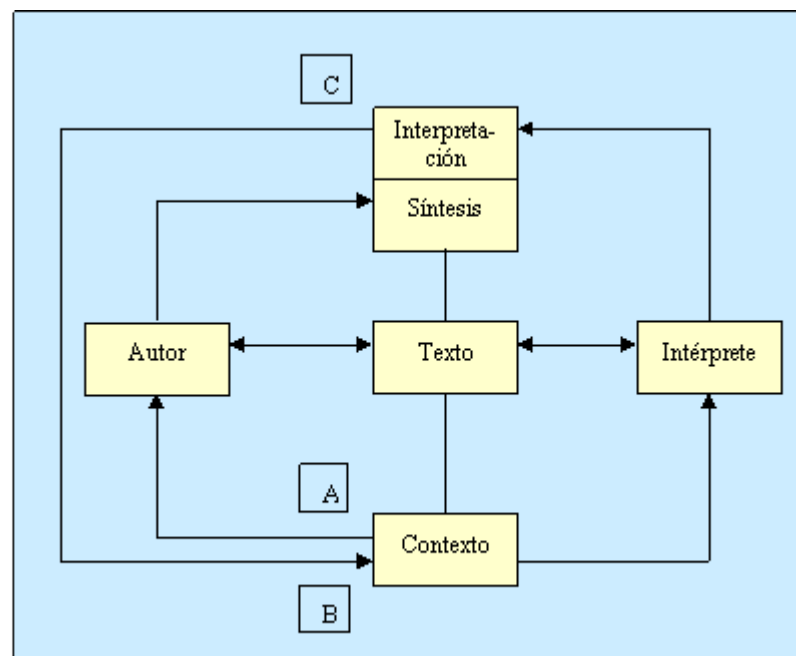 C
Interpreta-
ción
Síntesis
Autor
Texto
Intérprete
A
Contexto
B